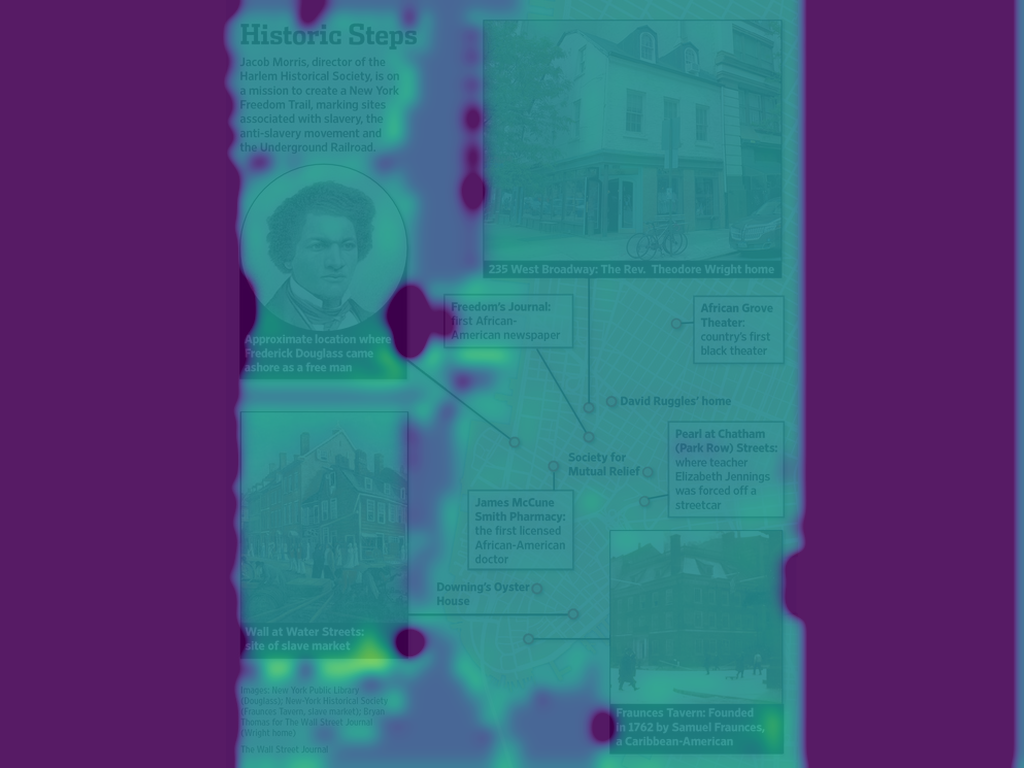 Historic Steps
Jacob Morris, director of the
Harlem Historical Society, is on
a mission to create a New York
Freedom Trail, marking sites
associated with slavery, the
anti-slavery movement and
the Underground Railroad.
235 West Broadway: The Rev. Theodore Wright home
Approximate location where
Frederick Douglass came
ashore as a free man
Freedom's Journal:
first African-
American newspaper
African Grove
Theater:
country's first
black theater
David Ruggles' home
Pearl at Chatham
(Park Row) Streets:
where teacher
Elizabeth Jennings
was forced off a
streetcar
Society for
Mutual Relief
James McCune
Smith Pharmacy:
the first licensed
African-American
doctor
Downing's Oyster
House
Wall at Water Streets:
site of slave market
Fraunces Tavern: Founded
in 1762 by Samuel Fraunces,
a Caribbean-American
Images: New York Public Library
(Douglass); New-York Historical Society
(Fraunces Tavern, slave market); Bryan
Thomas for The Wall Street Journal
(Wright home)
The Wall Street Journal